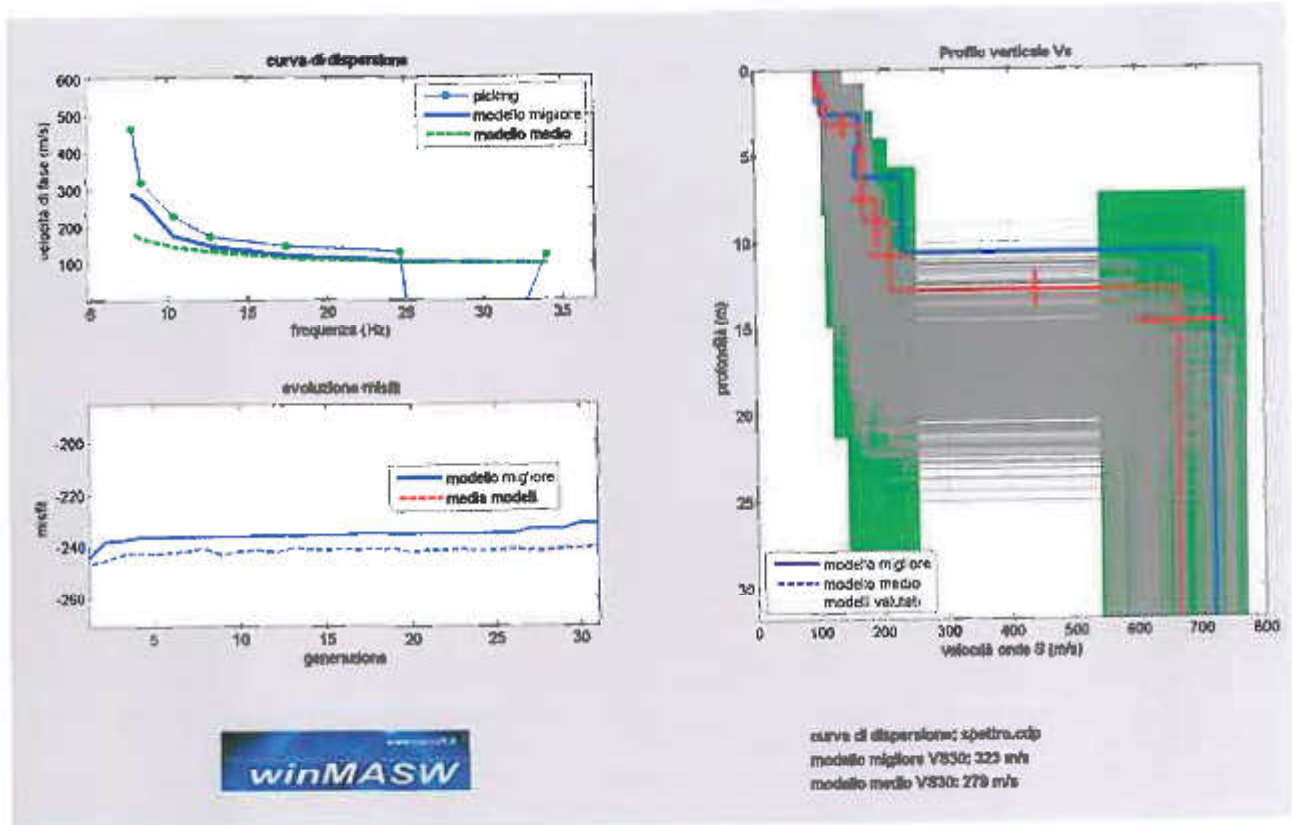 curva di dispersione
600
500
400
300
200
100
velocità di fase (m/s)
5
10
15
20
25
30
35
frequenza (Hz)
picking
modello migliore
modello medio
evoluzione misfit
-200
-220
-240
-260
misfit
5
10
15
20
25
30
generazione
modello migliore
media modelli
Profilo verticale Vs
0
5
10
15
20
25
30
profondità (m)
0
100
200
300
400
500
600
700
800
velocità onde S (m/s)
modello migliore
modello medio
modelli valutati
winMASW
curva di dispersione: spettro.cdp
modello migliore VS30: 323 m/s
modello medio VS30: 279 m/s